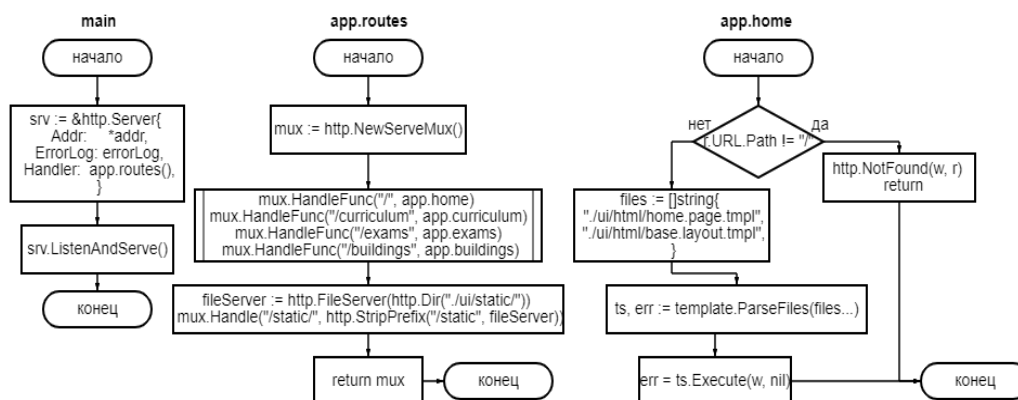 main
начало
srv := &http.Server{
Addr: *addr,
ErrorLog: errorLog,
Handler: app.routes(),
}
srv.ListenAndServe()
конец
app.routes
начало
mux := http.NewServeMux()
mux.HandleFunc("/", app.home)
mux.HandleFunc("/curriculum", app.curriculum)
mux.HandleFunc("/exams", app.exams)
mux.HandleFunc("/buildings", app.buildings)
fileServer := http.FileServer(http.Dir("./ui/static/"))
mux.Handle("/static/", http.StripPrefix("/static", fileServer))
return mux
конец
app.home
начало
нет
да
r.URL.Path != "/"
http.NotFound(w, r)
return
files := []string{
"./ui/html/home.page.tmpl",
"./ui/html/base.layout.tmpl",
}
ts, err := template.ParseFiles(files...)
err = ts.Execute(w, nil)
конец